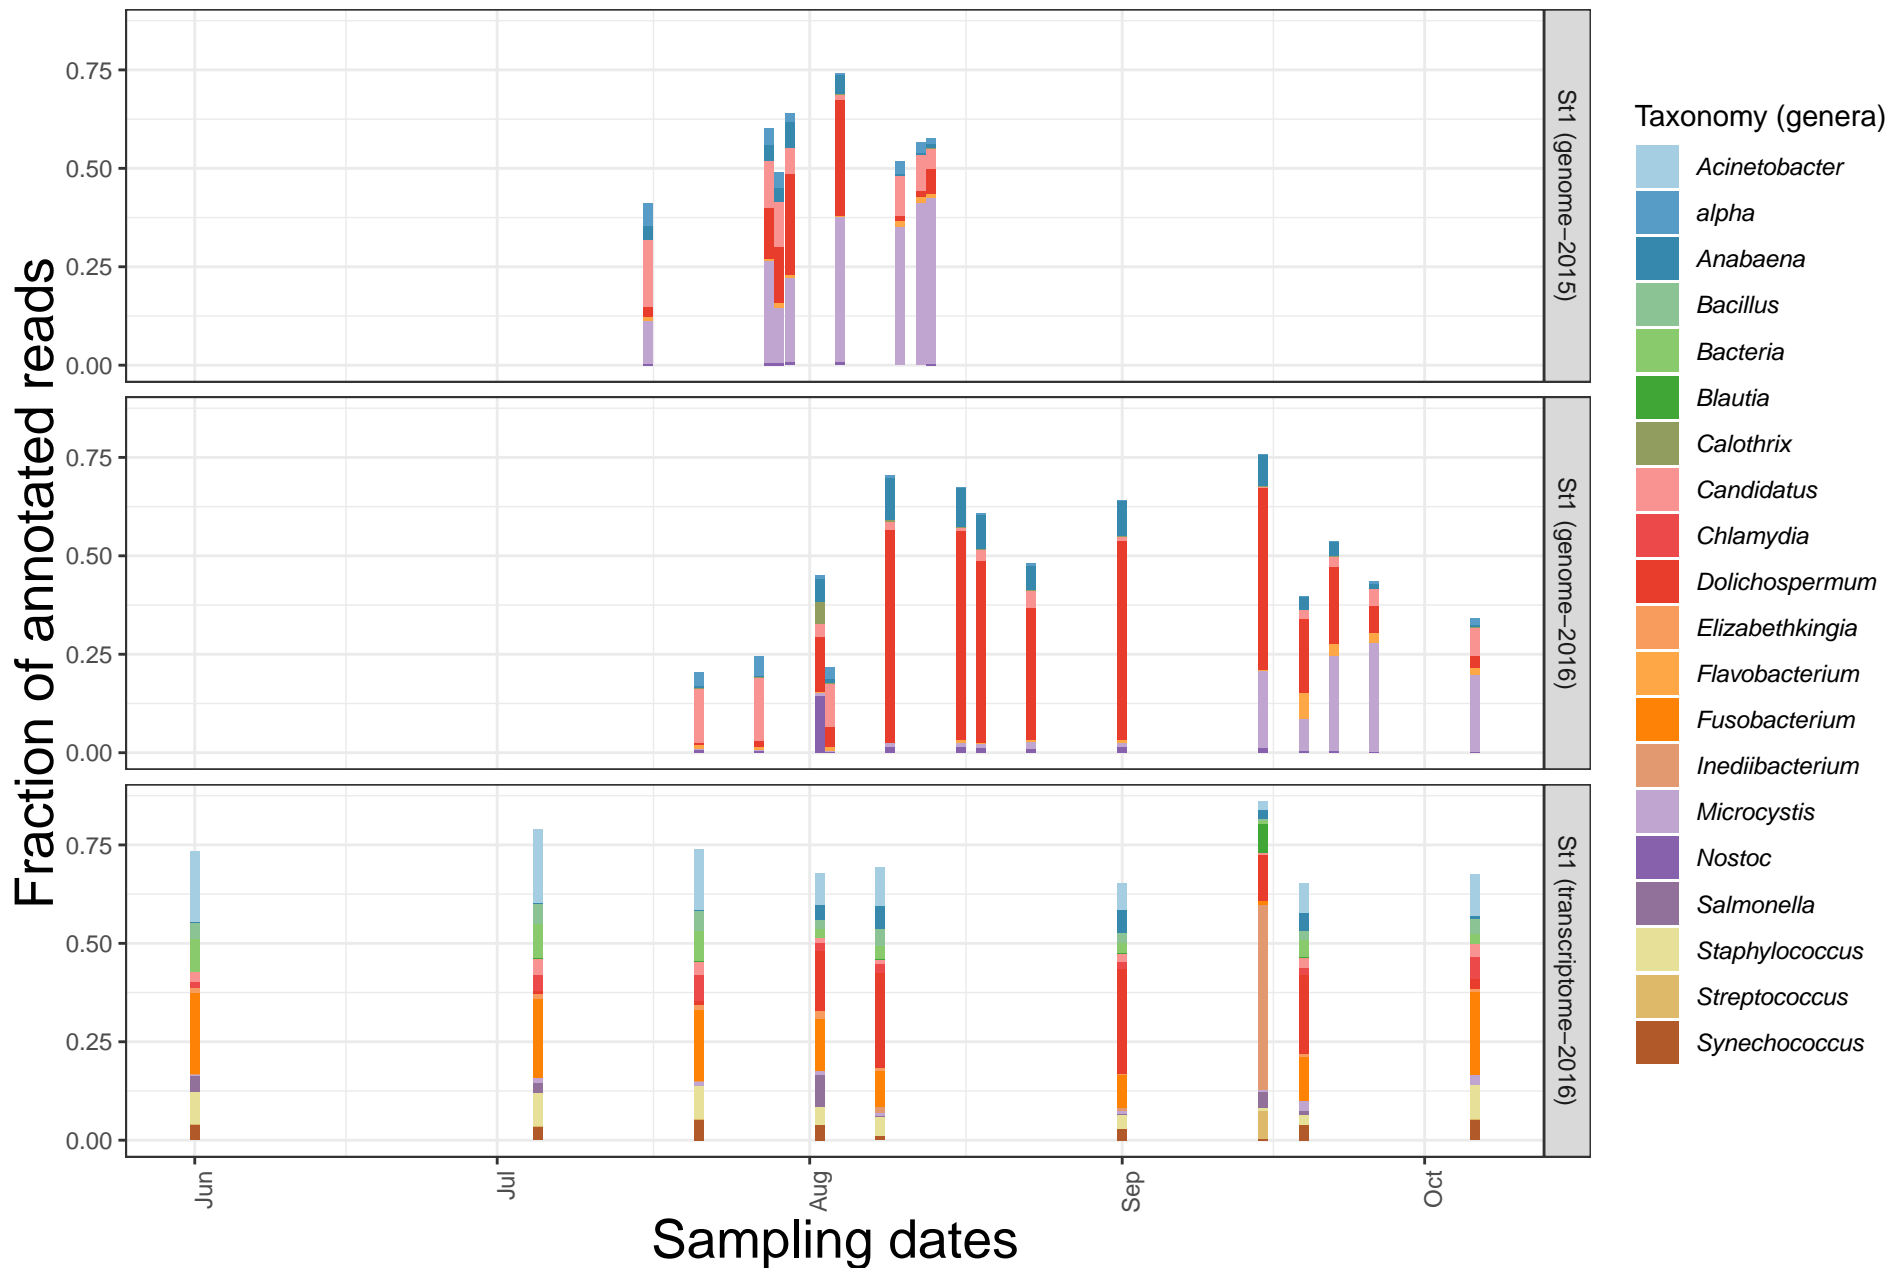 Fraction of annotated reads
0.75
0.50
0.25
0.00
St1 (genome−2015)
0.75
0.50
0.25
0.00
St1 (genome−2016)
0.75
0.50
0.25
0.00
St1 (transcriptome−2016)
Jun
Jul
Aug
Sep
Oct
Sampling dates
Taxonomy (genera)
Acinetobacter
alpha
Anabaena
Bacillus
Bacteria
Blautia
Calothrix
Candidatus
Chlamydia
Dolichospermum
Elizabethkingia
Flavobacterium
Fusobacterium
Inediibacterium
Microcystis
Nostoc
Salmonella
Staphylococcus
Streptococcus
Synechococcus